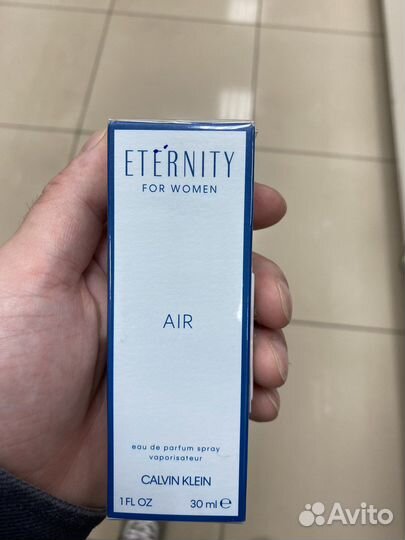 ETERNITY
FOR WOMEN
AIR
eau de parfum spray
vaporisateur
CALVIN KLEIN
1 FL OZ 30 ml ℮
Avito